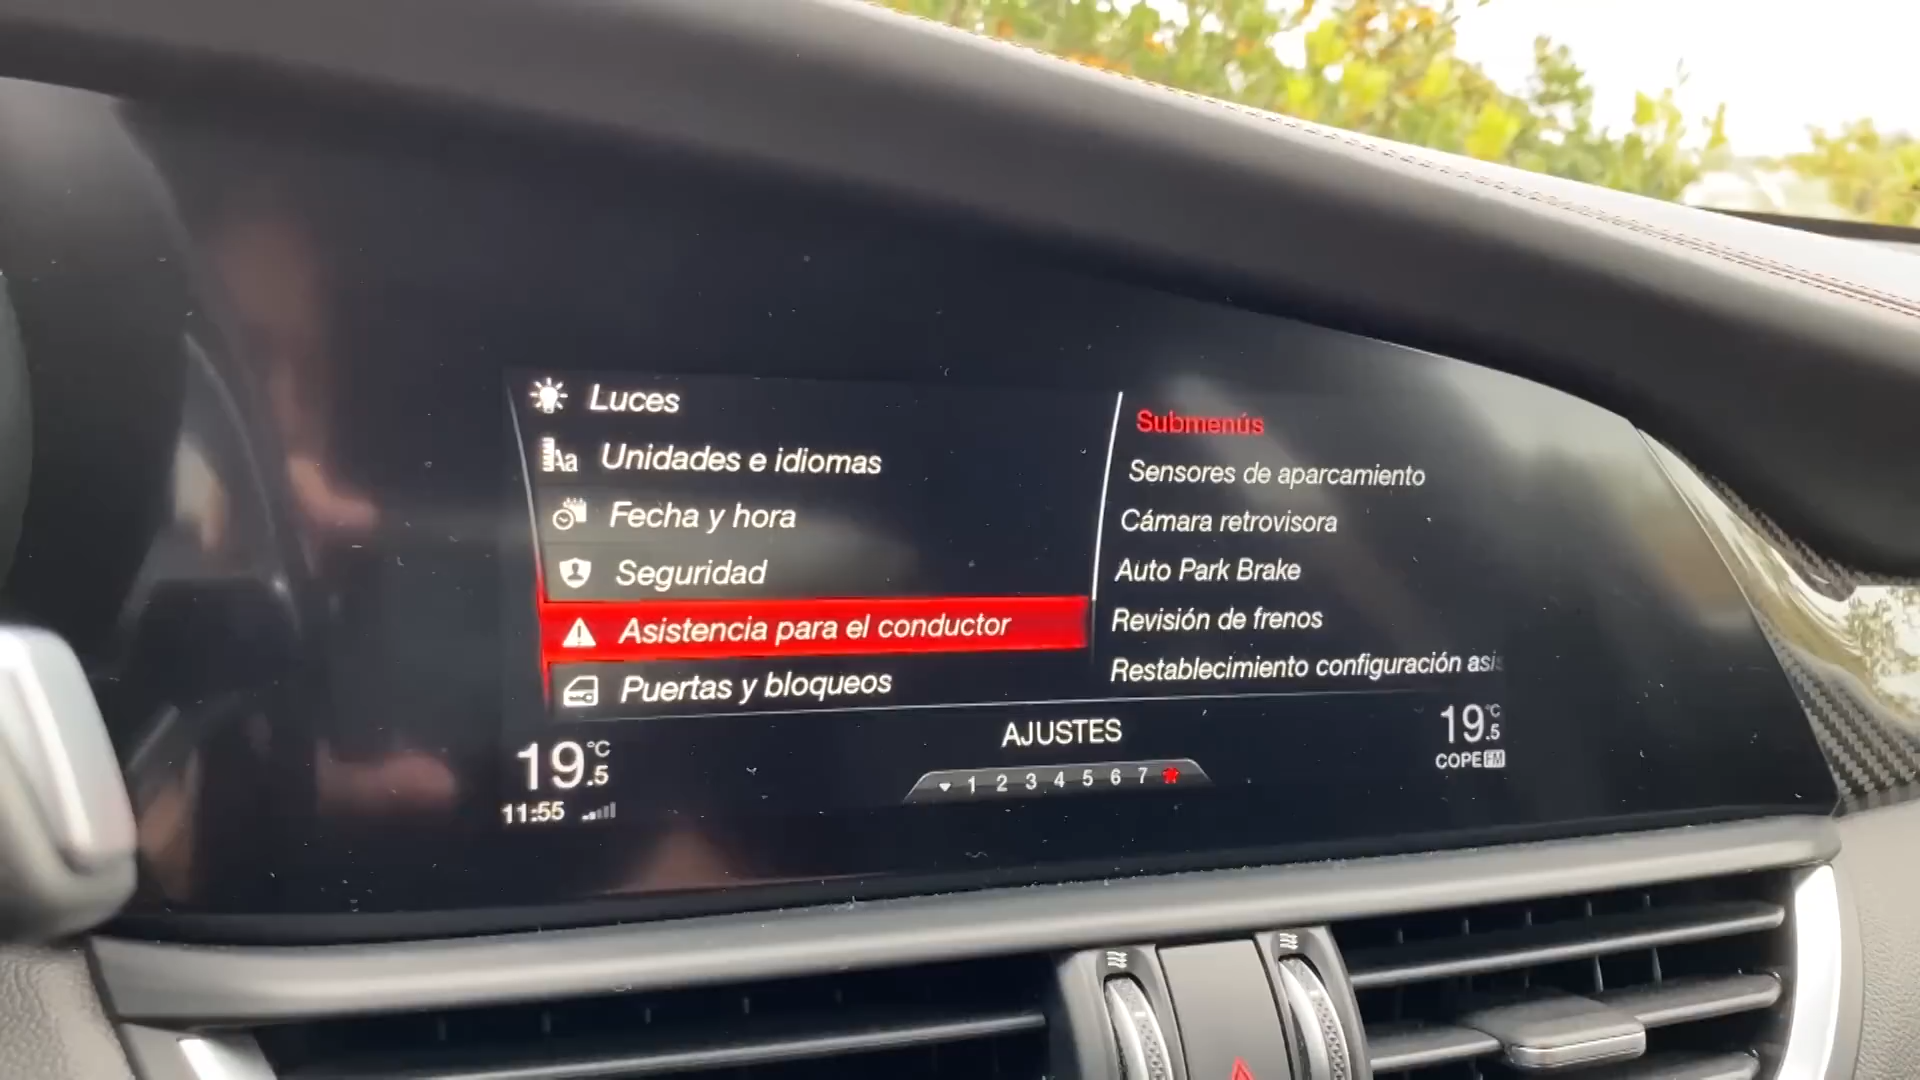 Luces
Aa Unidades e idiomas
Fecha y hora
Seguridad
Asistencia para el conductor
Puertas y bloqueos
Submenús
Sensores de aparcamiento
Cámara retrovisora
Auto Park Brake
Revisión de frenos
Restablecimiento configuración asis
AJUSTES
1 2 3 4 5 6 7
19.5 °C
11:55
19.5 °C
COPE FM